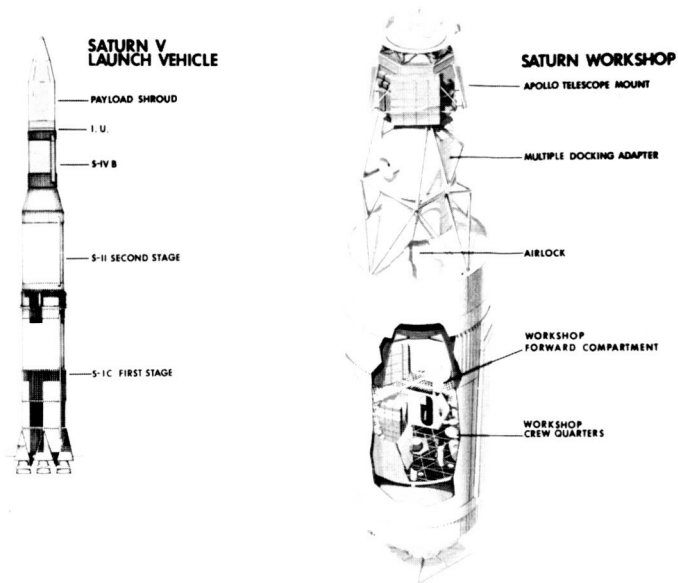 SATURN V
LAUNCH VEHICLE
PAYLOAD SHROUD
I. U.
S-IV B
S-II SECOND STAGE
S-IC FIRST STAGE
SATURN WORKSHOP
APOLLO TELESCOPE MOUNT
MULTIPLE DOCKING ADAPTER
AIRLOCK
WORKSHOP
FORWARD COMPARTMENT
WORKSHOP
CREW QUARTERS